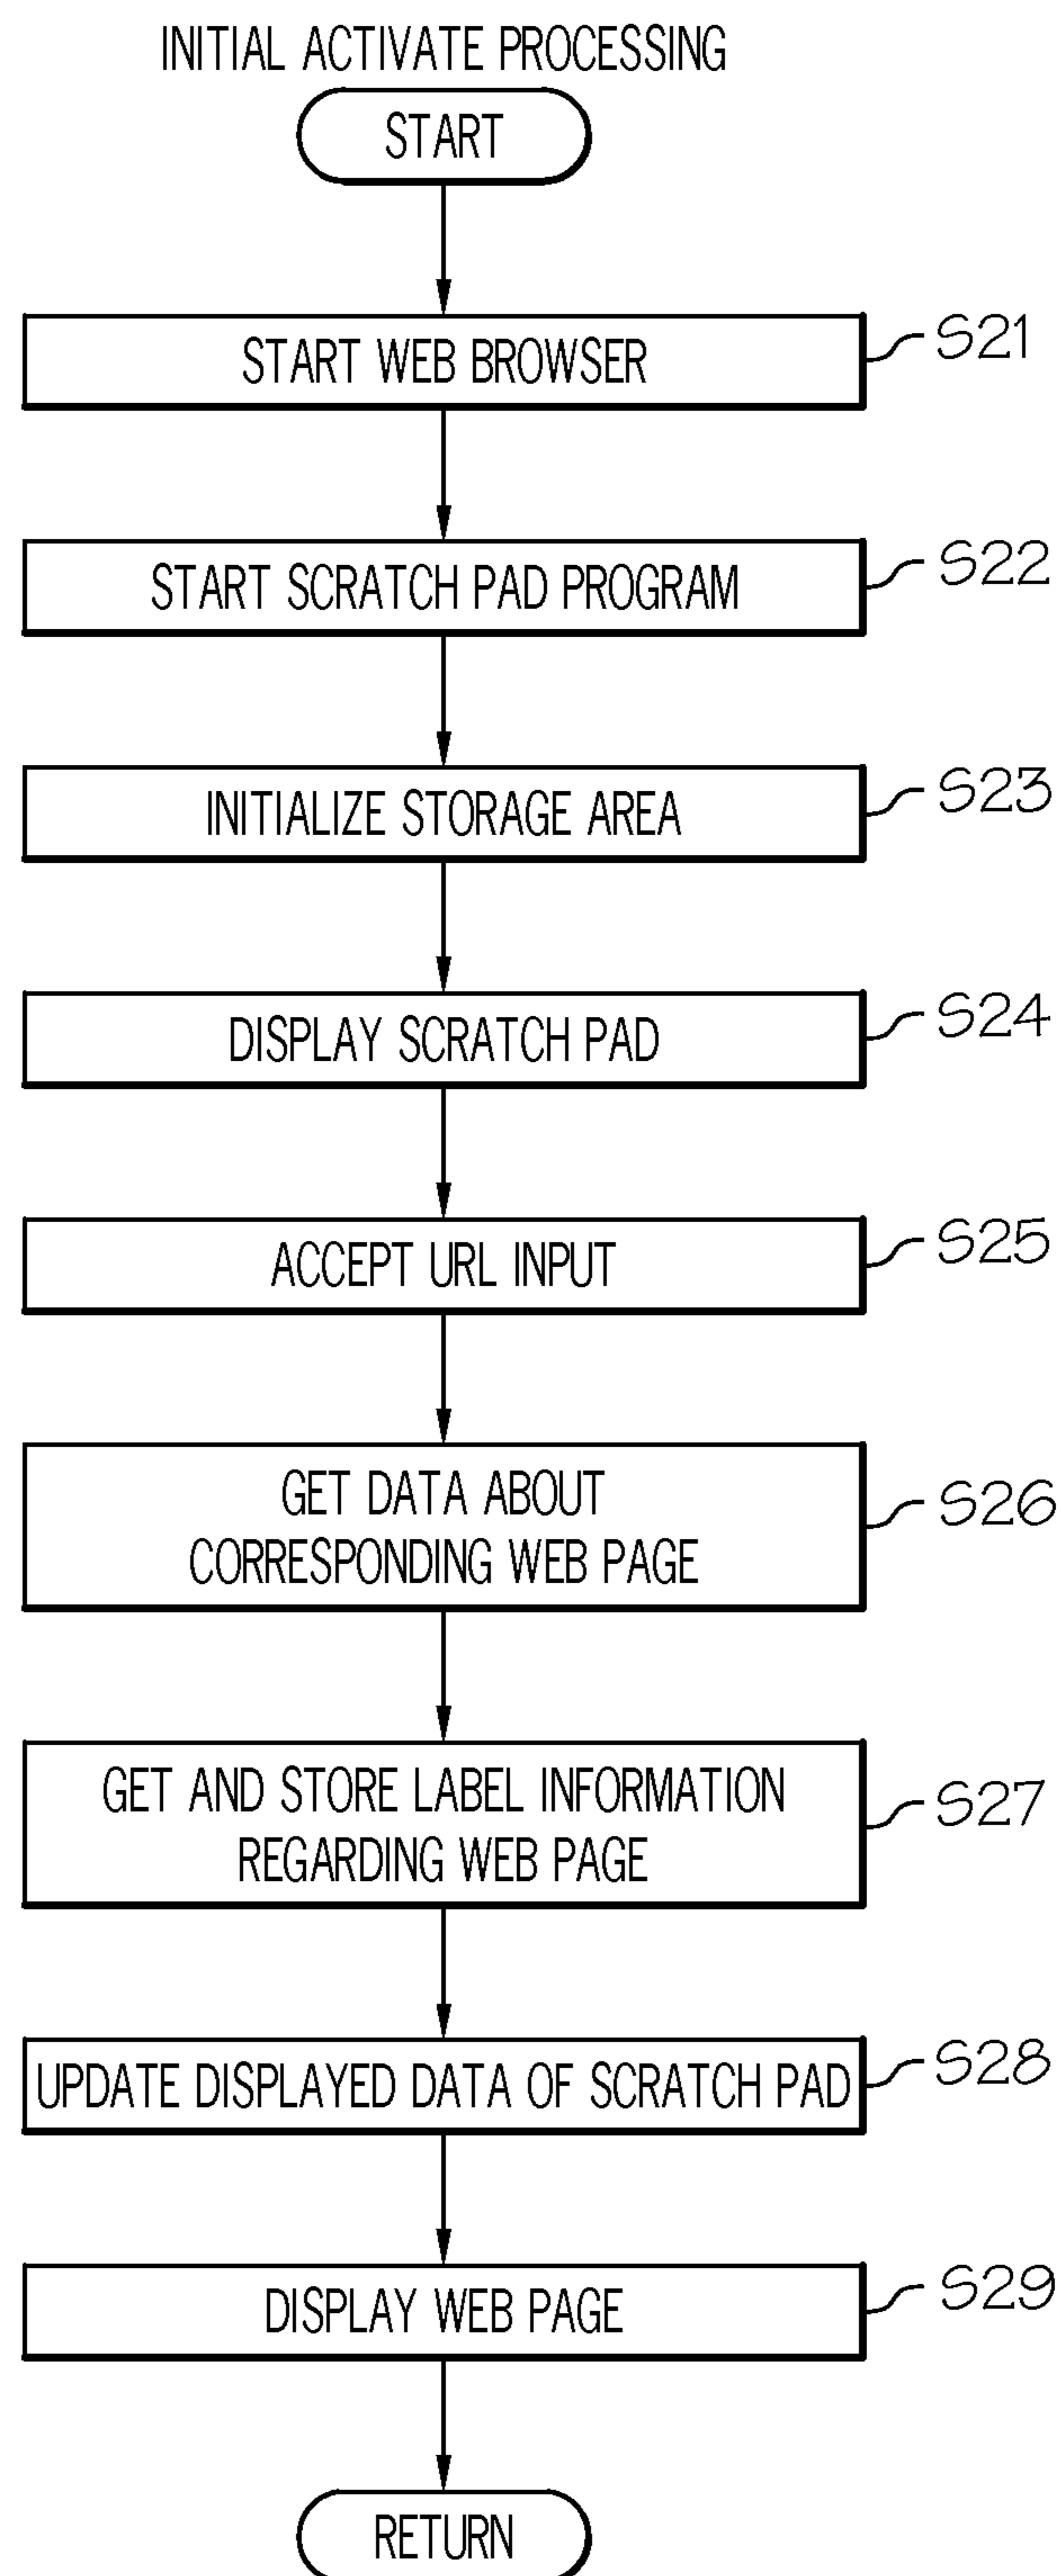 INITIAL ACTIVATE PROCESSING
START
START WEB BROWSER
S21
START SCRATCH PAD PROGRAM
S22
INITIALIZE STORAGE AREA
S23
DISPLAY SCRATCH PAD
S24
ACCEPT URL INPUT
S25
GET DATA ABOUT
CORRESPONDING WEB PAGE
S26
GET AND STORE LABEL INFORMATION
REGARDING WEB PAGE
S27
UPDATE DISPLAYED DATA OF SCRATCH PAD
S28
DISPLAY WEB PAGE
S29
RETURN